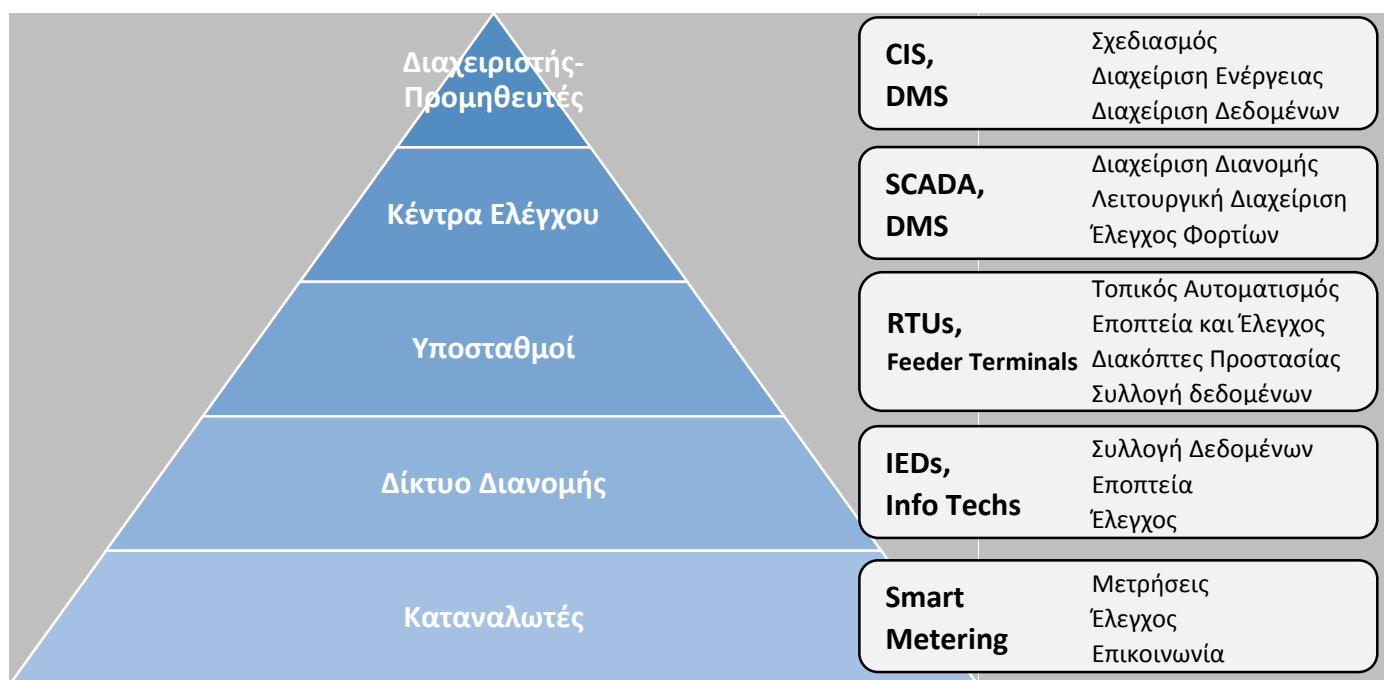 Διαχειριστής-
Προμηθευτές
CIS,
DMS
Σχεδιασμός
Διαχείριση Ενέργειας
Διαχείριση Δεδομένων
Κέντρα Ελέγχου
SCADA,
DMS
Διαχείριση Διανομής
Λειτουργική Διαχείριση
Έλεγχος Φορτίων
Υποσταθμοί
RTUs,
Feeder Terminals
Τοπικός Αυτοματισμός
Εποπτεία και Έλεγχος
Διακόπτες Προστασίας
Συλλογή δεδομένων
Δίκτυο Διανομής
IEDs,
Info Techs
Συλλογή Δεδομένων
Εποπτεία
Έλεγχος
Καταναλωτές
Smart
Metering
Μετρήσεις
Έλεγχος
Επικοινωνία